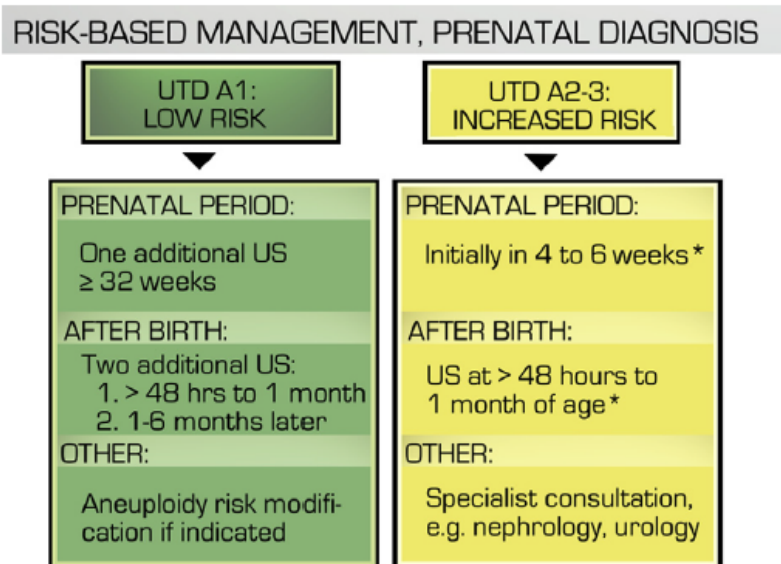 RISK-BASED MANAGEMENT, PRENATAL DIAGNOSIS
UTD A1:
LOW RISK
PRENATAL PERIOD:
One additional US
≥ 32 weeks
AFTER BIRTH:
Two additional US:
1. > 48 hrs to 1 month
2. 1-6 months later
OTHER:
Aneuploidy risk modifi-
cation if indicated
UTD A2-3:
INCREASED RISK
PRENATAL PERIOD:
Initially in 4 to 6 weeks*
AFTER BIRTH:
US at > 48 hours to
1 month of age*
OTHER:
Specialist consultation,
e.g. nephrology, urology